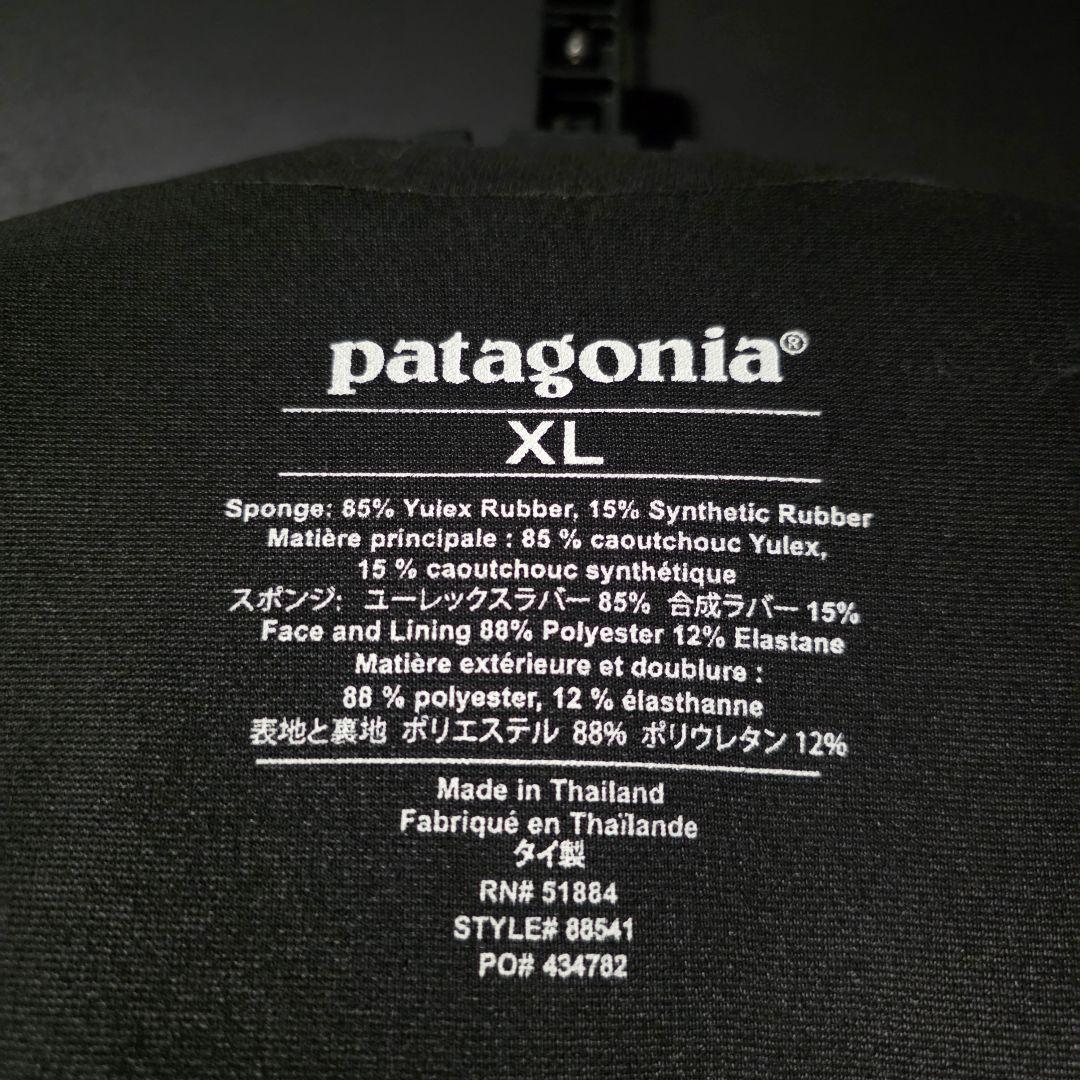 patagonia®
XL
Sponge: 85% Yulex Rubber, 15% Synthetic Rubber
Matière principale : 85 % caoutchouc Yulex,
15 % caoutchouc synthétique
スポンジ: ユーレックスラバー 85% 合成ラバー 15%
Face and Lining 88% Polyester 12% Elastane
Matière extérieure et doublure :
88 % polyester, 12 % élasthanne
表地と裏地 ポリエステル 88% ポリウレタン 12%
Made in Thailand
Fabriqué en Thaïlande
タイ製
RN# 51884
STYLE# 88541
PO# 434782